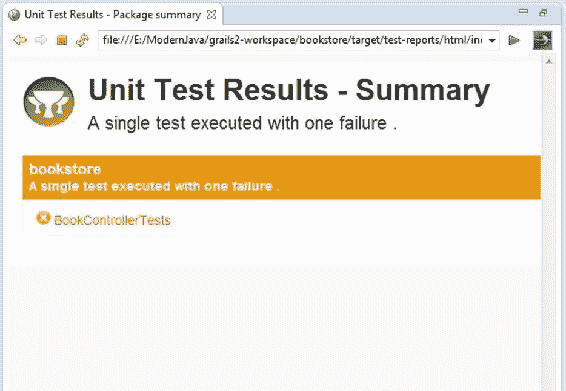 Unit Test Results - Package summary
file:///E:/ModernJava/grails2-workspace/bookstore/target/test-reports/html/inc
Unit Test Results - Summary
A single test executed with one failure .
bookstore
A single test executed with one failure .
BookControllerTests